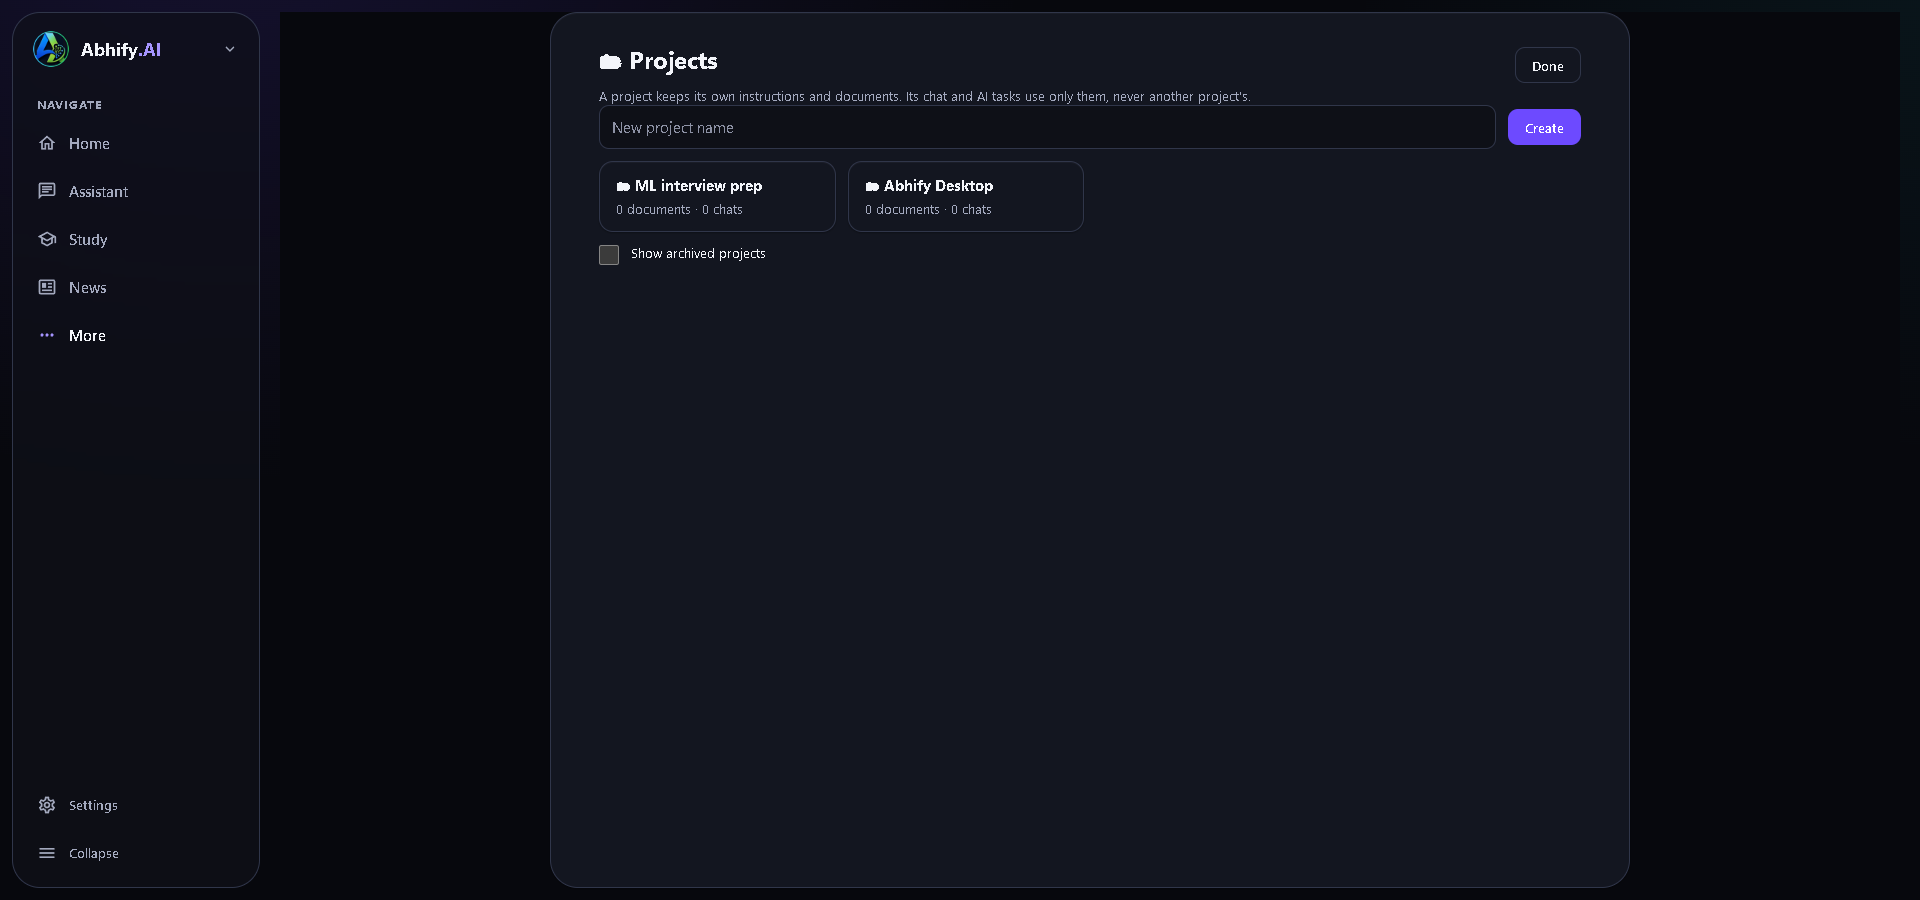 Abhify.AI
NAVIGATE
Home
Assistant
Study
News
More
Settings
Collapse
Projects
Done
A project keeps its own instructions and documents. Its chat and AI tasks use only them, never another project's.
New project name
Create
ML interview prep
0 documents · 0 chats
Abhify Desktop
0 documents · 0 chats
Show archived projects